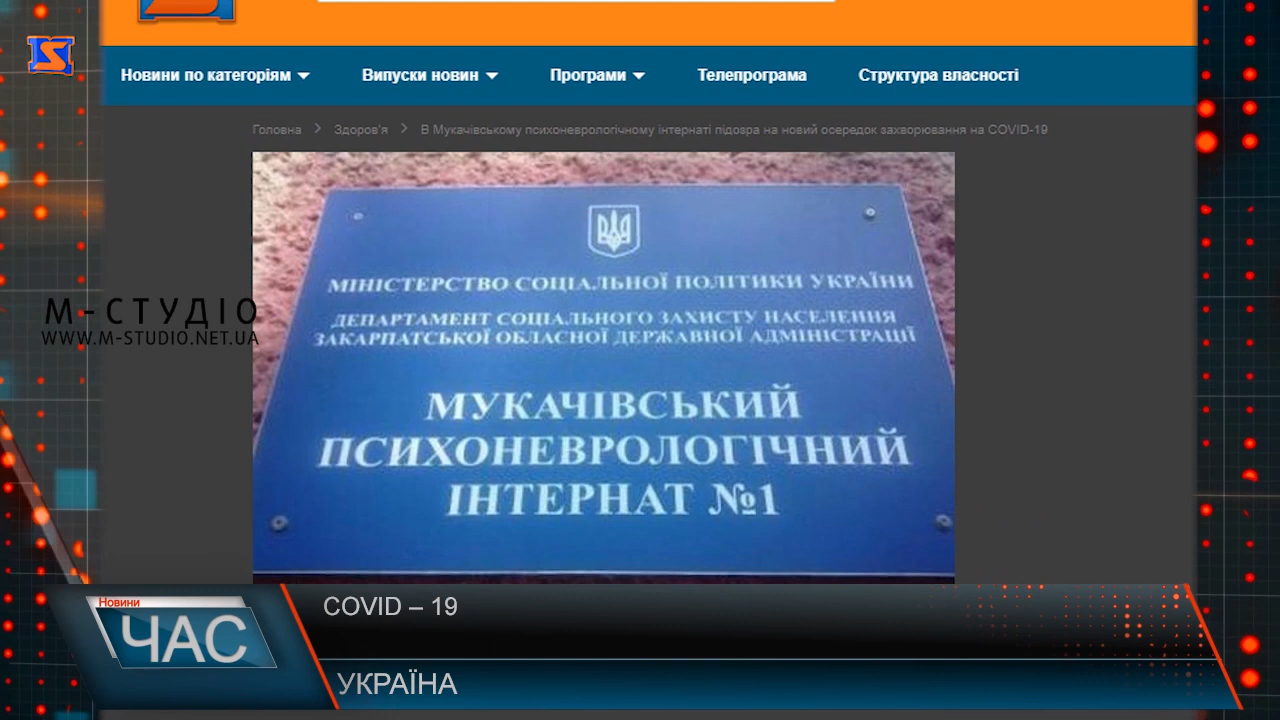 Новини по категоріям
Випуски новин
Програми
Телепрограма
Структура власності
Головна > Здоров'я > В Мукачівському психоневрологічному інтернаті підозра на новий осередок захворювання на COVID-19
МІНІСТЕРСТВО СОЦІАЛЬНОЇ ПОЛІТИКИ УКРАЇНИ
ДЕПАРТАМЕНТ СОЦІАЛЬНОГО ЗАХИСТУ НАСЕЛЕННЯ
ЗАКАРПАТСЬКОЇ ОБЛАСНОЇ ДЕРЖАВНОЇ АДМІНІСТРАЦІЇ
МУКАЧІВСЬКИЙ
ПСИХОНЕВРОЛОГІЧНИЙ
ІНТЕРНАТ №1
М-СТУДІО
WWW.M-STUDIO.NET.UA
Новини
ЧАС
COVID – 19
УКРАЇНА